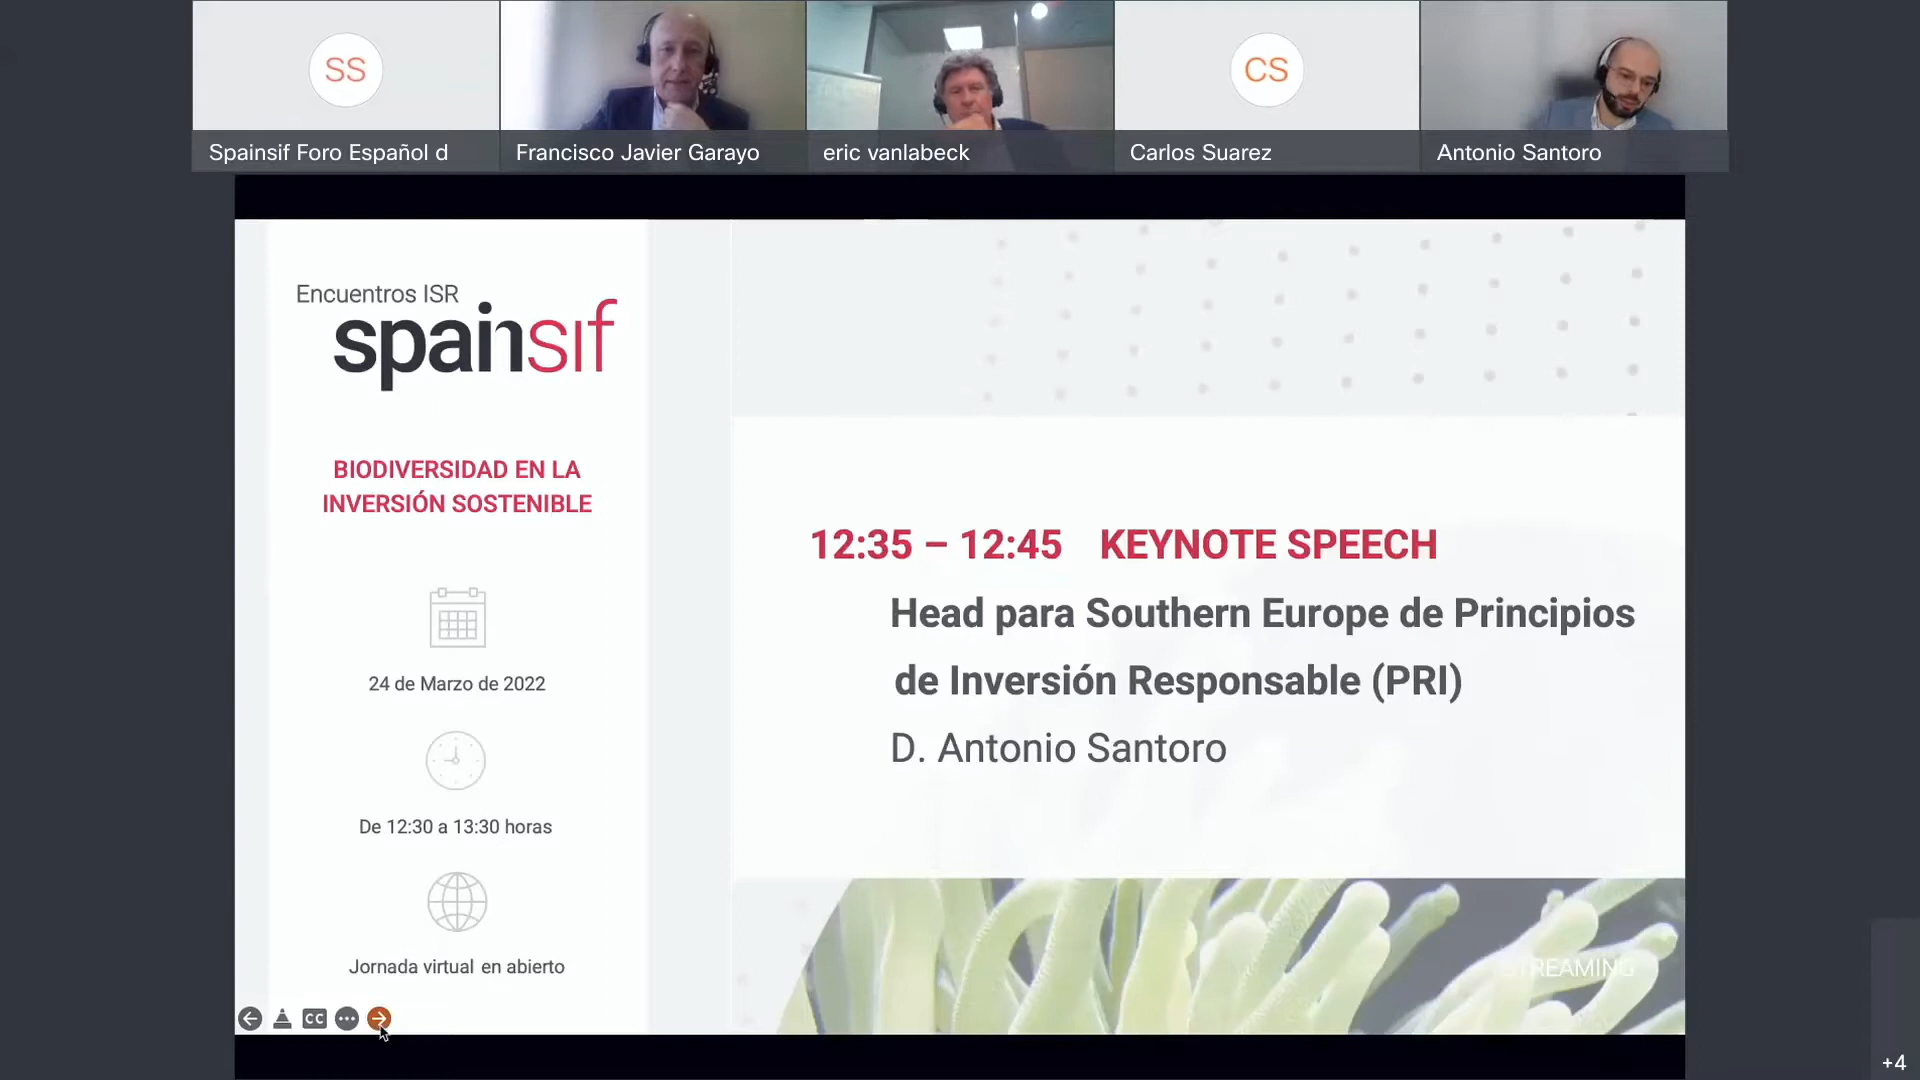 SS
CS
Spainsif Foro Español d
Francisco Javier Garayo
eric vanlabeck
Carlos Suarez
Antonio Santoro
Encuentros ISR
spainsif
BIODIVERSIDAD EN LA
INVERSIÓN SOSTENIBLE
24 de Marzo de 2022
De 12:30 a 13:30 horas
Jornada virtual en abierto
12:35 – 12:45 KEYNOTE SPEECH
Head para Southern Europe de Principios
de Inversión Responsable (PRI)
D. Antonio Santoro
STREAMING
CC
+4